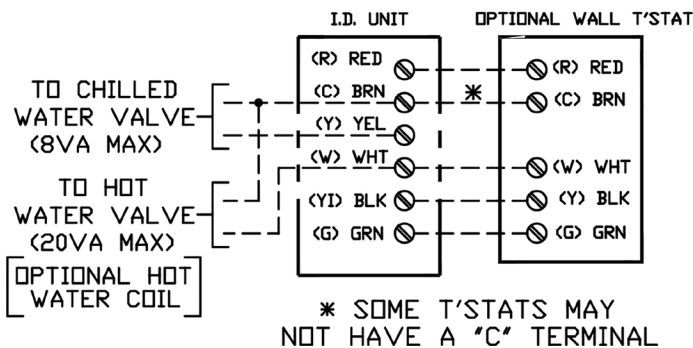 I.D. UNIT
OPTIONAL WALL T'STAT
(R) RED
(C) BRN
(Y) YEL
(W) WHT
(YI) BLK
(G) GRN
*
(R) RED
(C) BRN
(W) WHT
(Y) BLK
(G) GRN
TO CHILLED
WATER VALVE
(8VA MAX)
TO HOT
WATER VALVE
(20VA MAX)
OPTIONAL HOT
WATER COIL
* SOME T'STATS MAY
NOT HAVE A "C" TERMINAL